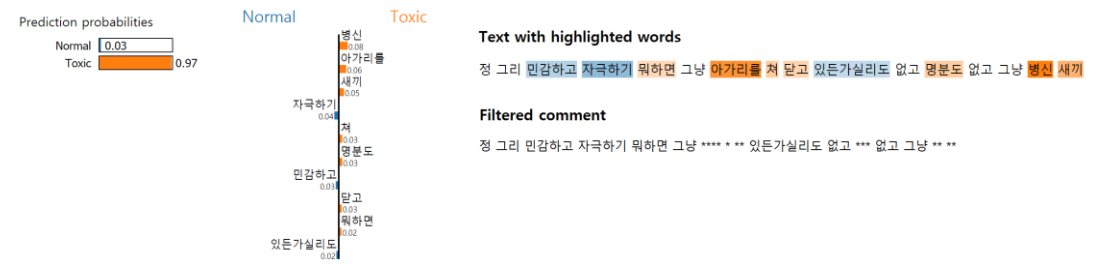 Prediction probabilities
Normal 0.03
Toxic 0.97
Normal Toxic
병신
0.08
아가리를
0.06
새끼
0.05
자극하기
0.04
쳐
0.03
명분도
0.03
민감하고
0.03
닫고
0.03
뭐하면
0.02
있든가실리도
0.02
Text with highlighted words
정 그리 민감하고 자극하기 뭐하면 그냥 아가리를 쳐 닫고 있든가실리도 없고 명분도 없고 그냥 병신 새끼
Filtered comment
정 그리 민감하고 자극하기 뭐하면 그냥 **** * ** 있든가실리도 없고 *** 없고 그냥 ** **